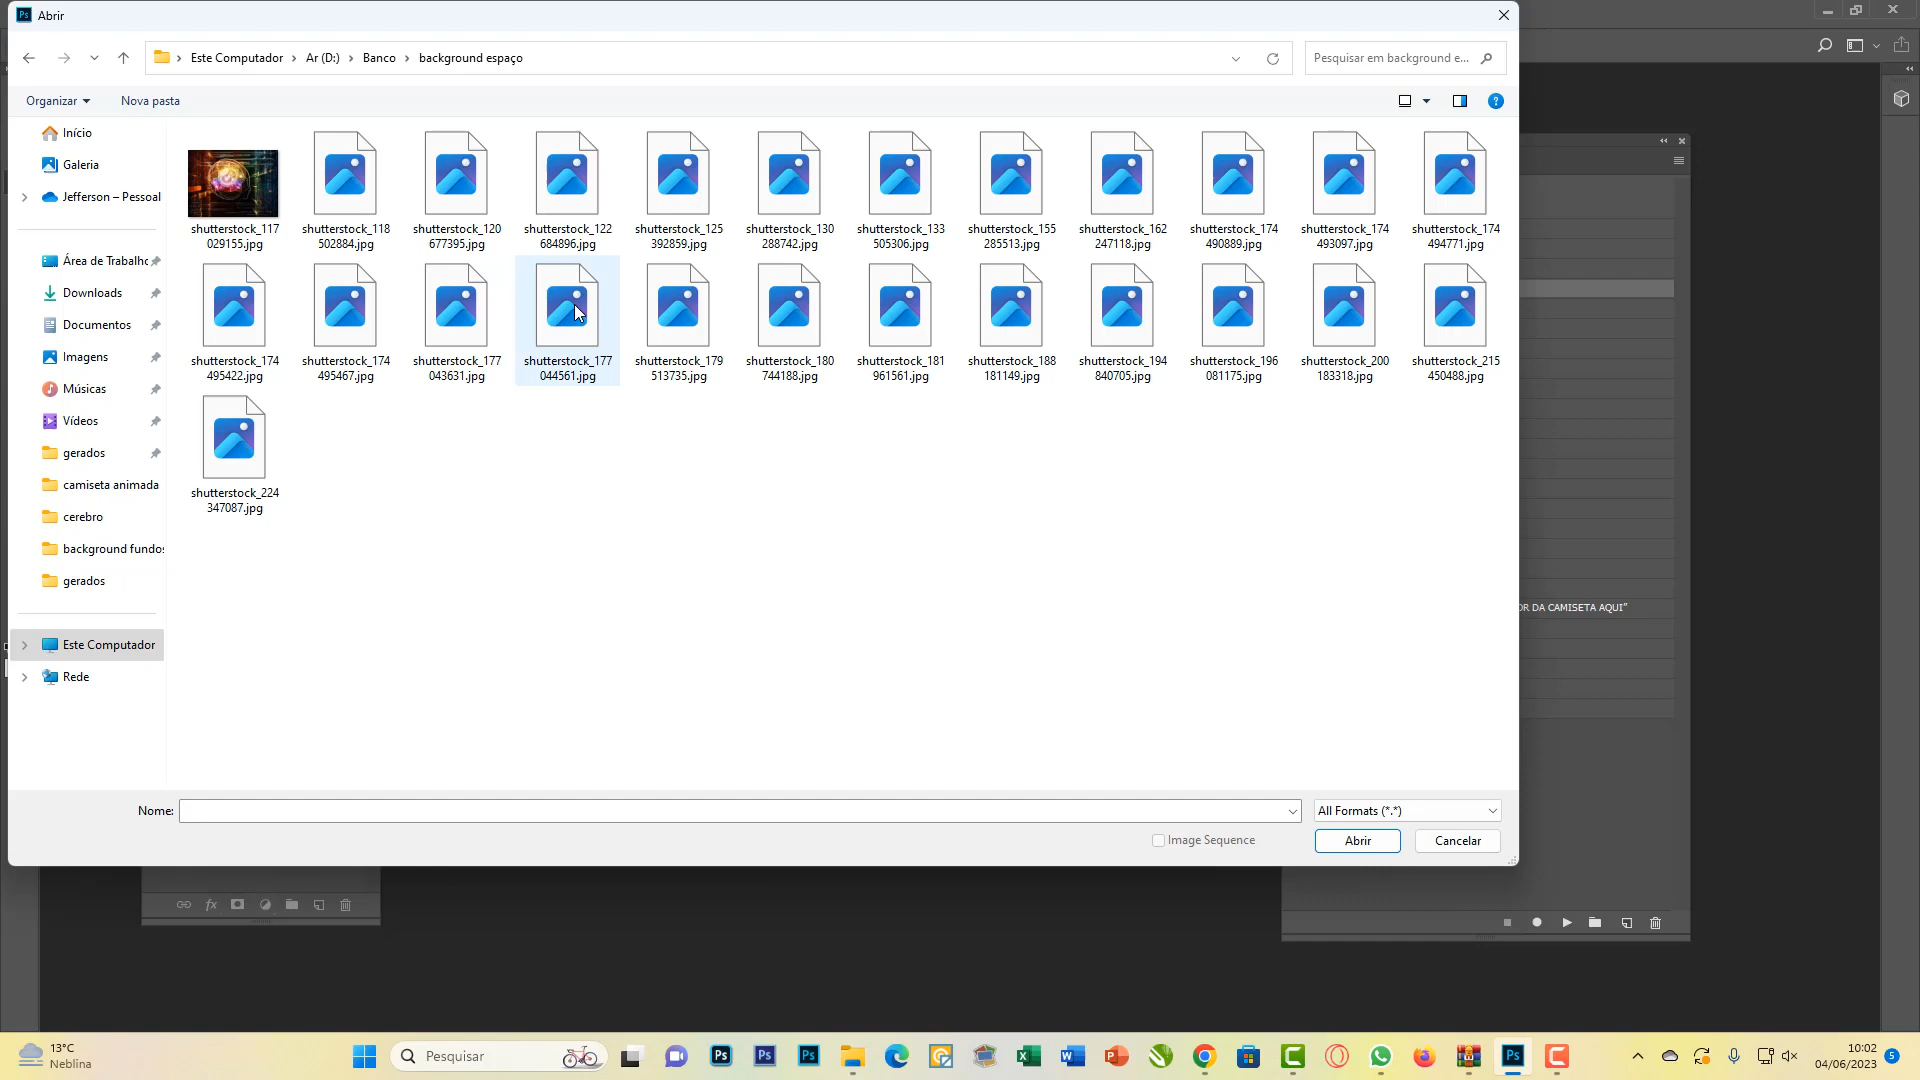 Abrir
Este Computador
Ar (D:)
Banco
background espaço
Pesquisar em background e...
Organizar
Nova pasta
Início
Galeria
Jefferson – Pessoal
Área de Trabalho
Downloads
Documentos
Imagens
Músicas
Vídeos
gerados
camiseta animada
cerebro
background fundos
gerados
Este Computador
Rede
shutterstock_117
029155.jpg
shutterstock_118
502884.jpg
shutterstock_120
677395.jpg
shutterstock_122
684896.jpg
shutterstock_125
392859.jpg
shutterstock_130
288742.jpg
shutterstock_133
505306.jpg
shutterstock_155
285513.jpg
shutterstock_162
247118.jpg
shutterstock_174
490889.jpg
shutterstock_174
493097.jpg
shutterstock_174
494771.jpg
shutterstock_174
495422.jpg
shutterstock_174
495467.jpg
shutterstock_177
043631.jpg
shutterstock_177
044561.jpg
shutterstock_179
513735.jpg
shutterstock_180
744188.jpg
shutterstock_181
961561.jpg
shutterstock_188
181149.jpg
shutterstock_194
840705.jpg
shutterstock_196
081175.jpg
shutterstock_200
183318.jpg
shutterstock_215
450488.jpg
shutterstock_224
347087.jpg
OR DA CAMISETA AQUI”
Nome:
All Formats (*.*)
Image Sequence
Abrir
Cancelar
fx
13°C
Neblina
Pesquisar
10:02
04/06/2023
5